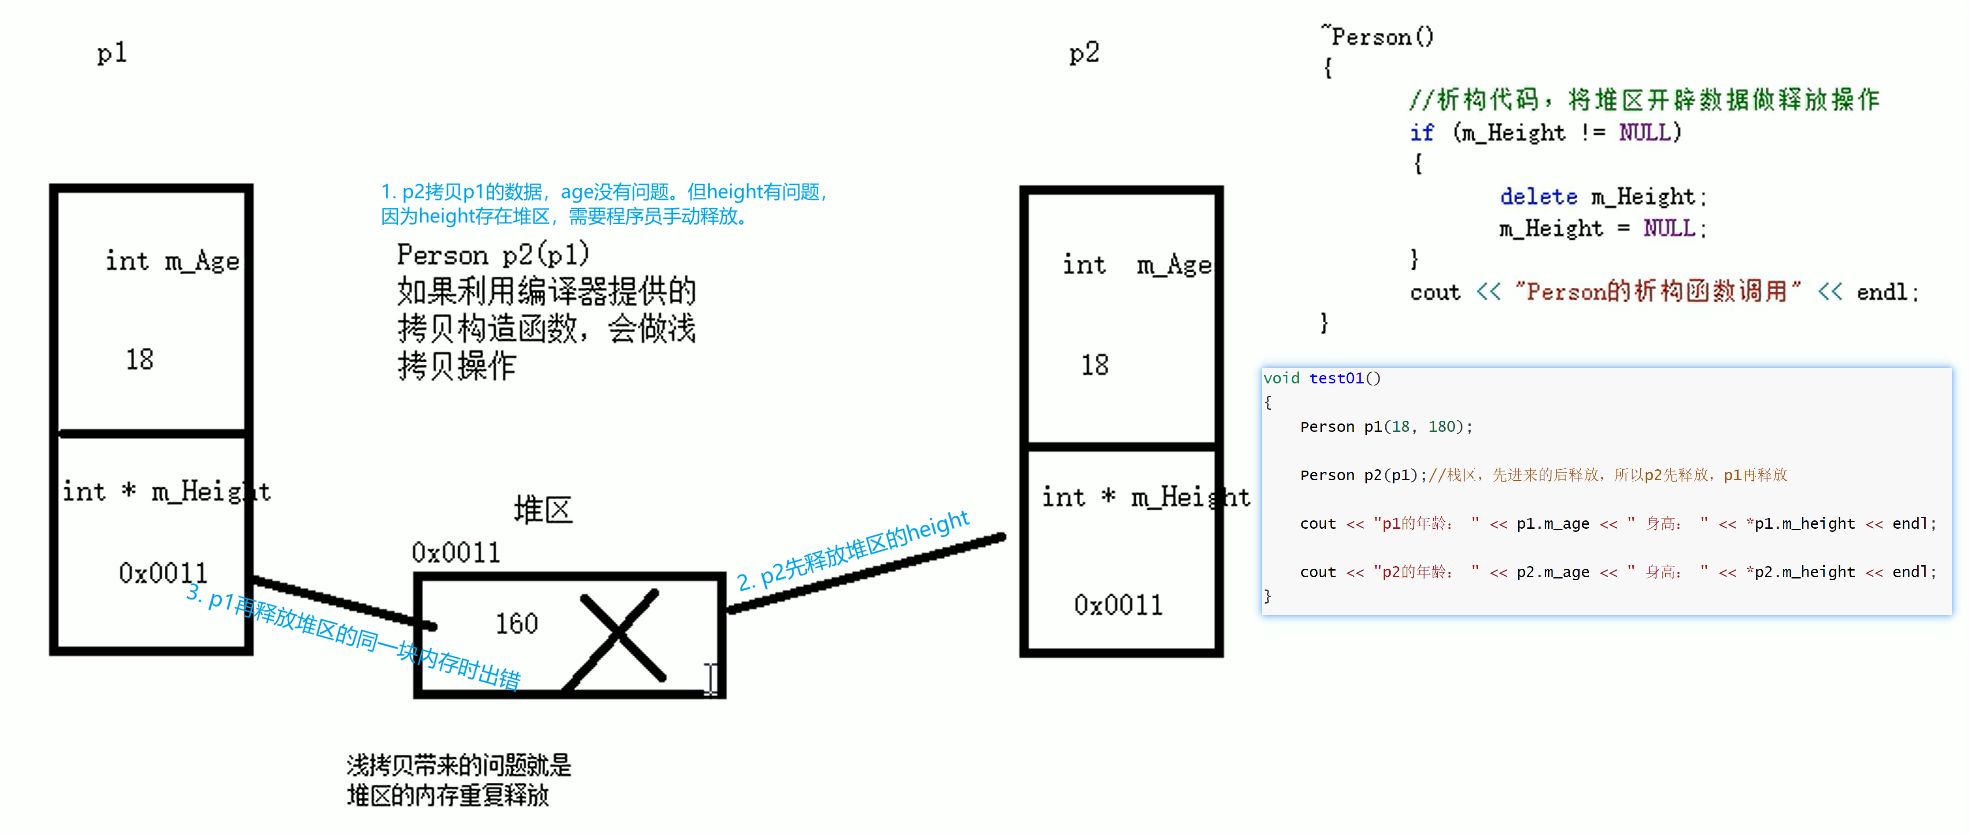 p1
int m_Age
18
int * m_Height
0x0011
1. p2拷贝p1的数据，age没有问题。但height有问题，
因为height存在堆区，需要程序员手动释放。
Person p2(p1)
如果利用编译器提供的
拷贝构造函数，会做浅
拷贝操作
堆区
0x0011
160
2. p2先释放堆区的height
3. p1再释放堆区的同一块内存时出错
浅拷贝带来的问题就是
堆区的内存重复释放
p2
int  m_Age
18
int * m_Height
0x0011
~Person()
{
//析构代码，将堆区开辟数据做释放操作
if (m_Height != NULL)
{
delete m_Height;
m_Height = NULL;
}
cout << "Person的析构函数调用" << endl;
}
void test01()
{
Person p1(18, 180);
Person p2(p1);//栈区，先进来的后释放，所以p2先释放，p1再释放
cout << "p1的年龄： " << p1.m_age << " 身高： " << *p1.m_height << endl;
cout << "p2的年龄： " << p2.m_age << " 身高： " << *p2.m_height << endl;
}